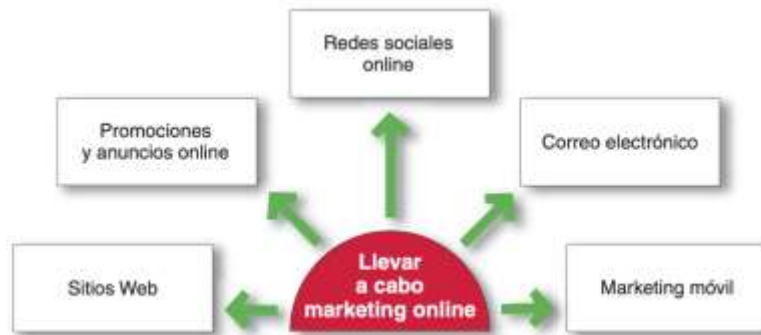 Redes sociales
online
Promociones
y anuncios online
Correo electrónico
Sitios Web
Llevar
a cabo
marketing online
Marketing móvil